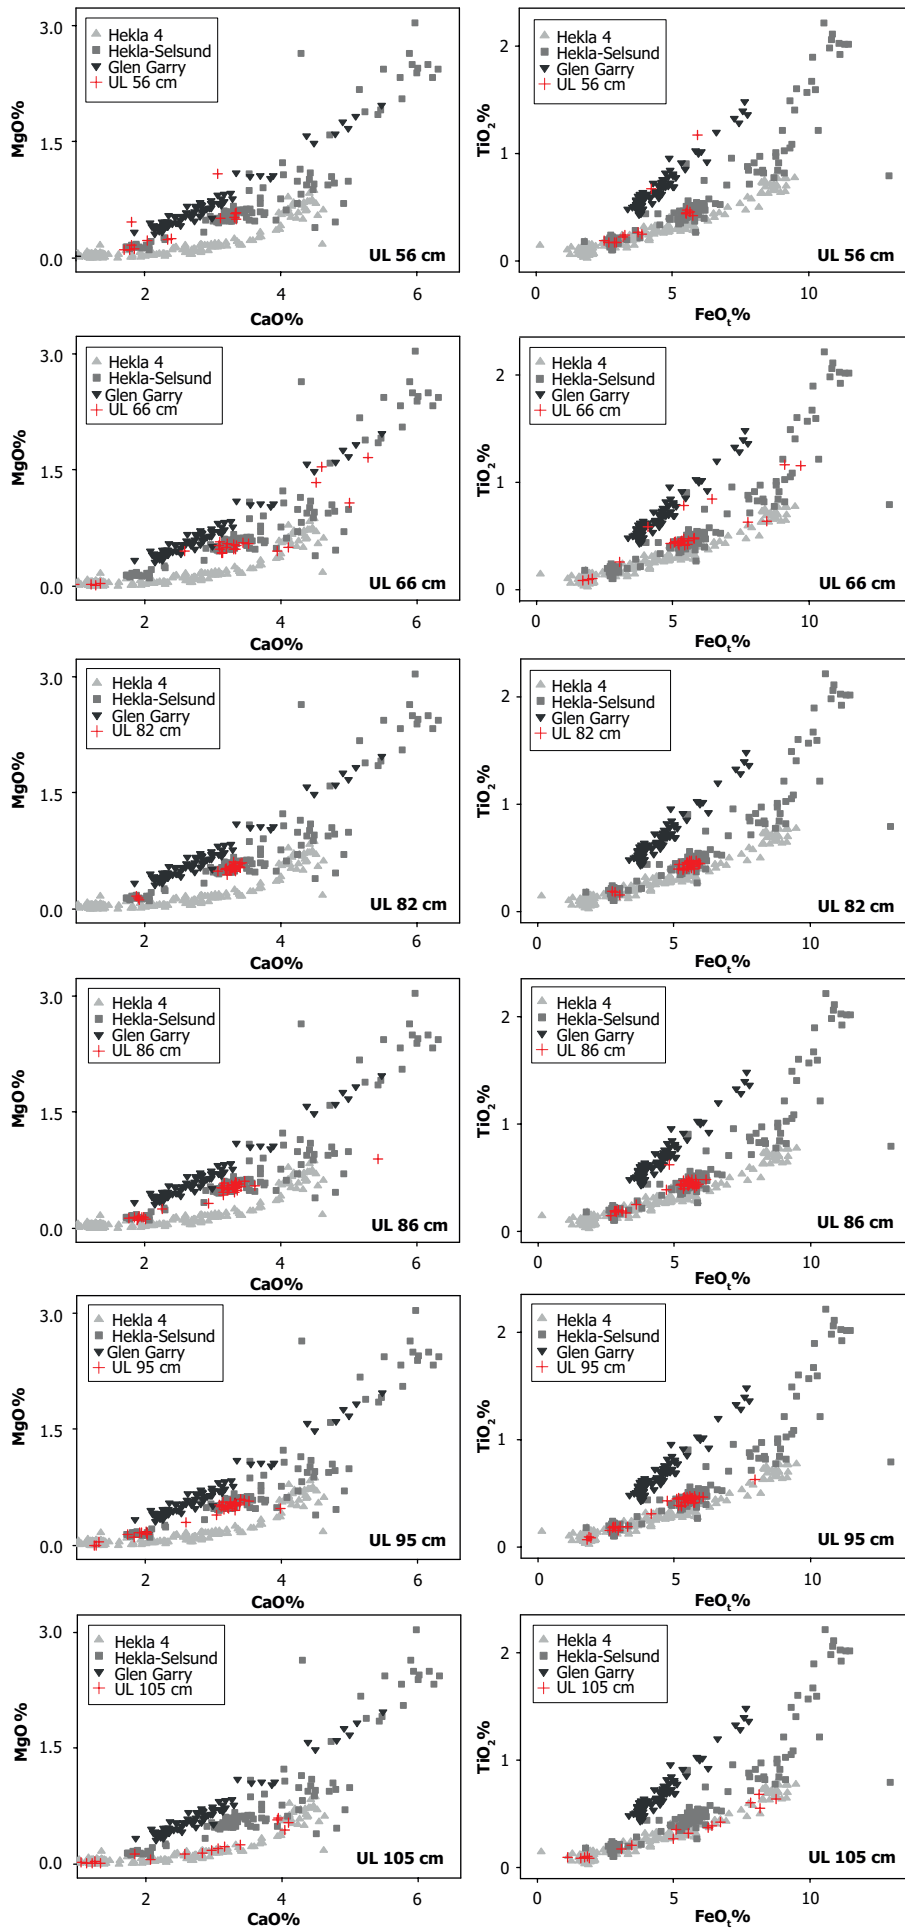 3.0
1.5
0.0
MgO%
Hekla 4
Hekla-Selsund
Glen Garry
UL 56 cm
UL 56 cm
2
4
6
CaO%
2
1
0
TiO2%
Hekla 4
Hekla-Selsund
Glen Garry
UL 56 cm
UL 56 cm
0
5
10
FeOt%
3.0
1.5
0.0
MgO%
Hekla 4
Hekla-Selsund
Glen Garry
UL 66 cm
UL 66 cm
2
4
6
CaO%
2
1
0
TiO2%
Hekla 4
Hekla-Selsund
Glen Garry
UL 66 cm
UL 66 cm
0
5
10
FeOt%
3.0
1.5
0.0
MgO%
Hekla 4
Hekla-Selsund
Glen Garry
UL 82 cm
UL 82 cm
2
4
6
CaO%
2
1
0
TiO2%
Hekla 4
Hekla-Selsund
Glen Garry
UL 82 cm
UL 82 cm
0
5
10
FeOt%
3.0
1.5
0.0
MgO%
Hekla 4
Hekla-Selsund
Glen Garry
UL 86 cm
UL 86 cm
2
4
6
CaO%
2
1
0
TiO2%
Hekla 4
Hekla-Selsund
Glen Garry
UL 86 cm
UL 86 cm
0
5
10
FeOt%
3.0
1.5
0.0
MgO%
Hekla 4
Hekla-Selsund
Glen Garry
UL 95 cm
UL 95 cm
2
4
6
CaO%
2
1
0
TiO2%
Hekla 4
Hekla-Selsund
Glen Garry
UL 95 cm
UL 95 cm
0
5
10
FeOt%
3.0
1.5
0.0
MgO%
Hekla 4
Hekla-Selsund
Glen Garry
UL 105 cm
UL 105 cm
2
4
6
CaO%
2
1
0
TiO2%
Hekla 4
Hekla-Selsund
Glen Garry
UL 105 cm
UL 105 cm
0
5
10
FeOt%